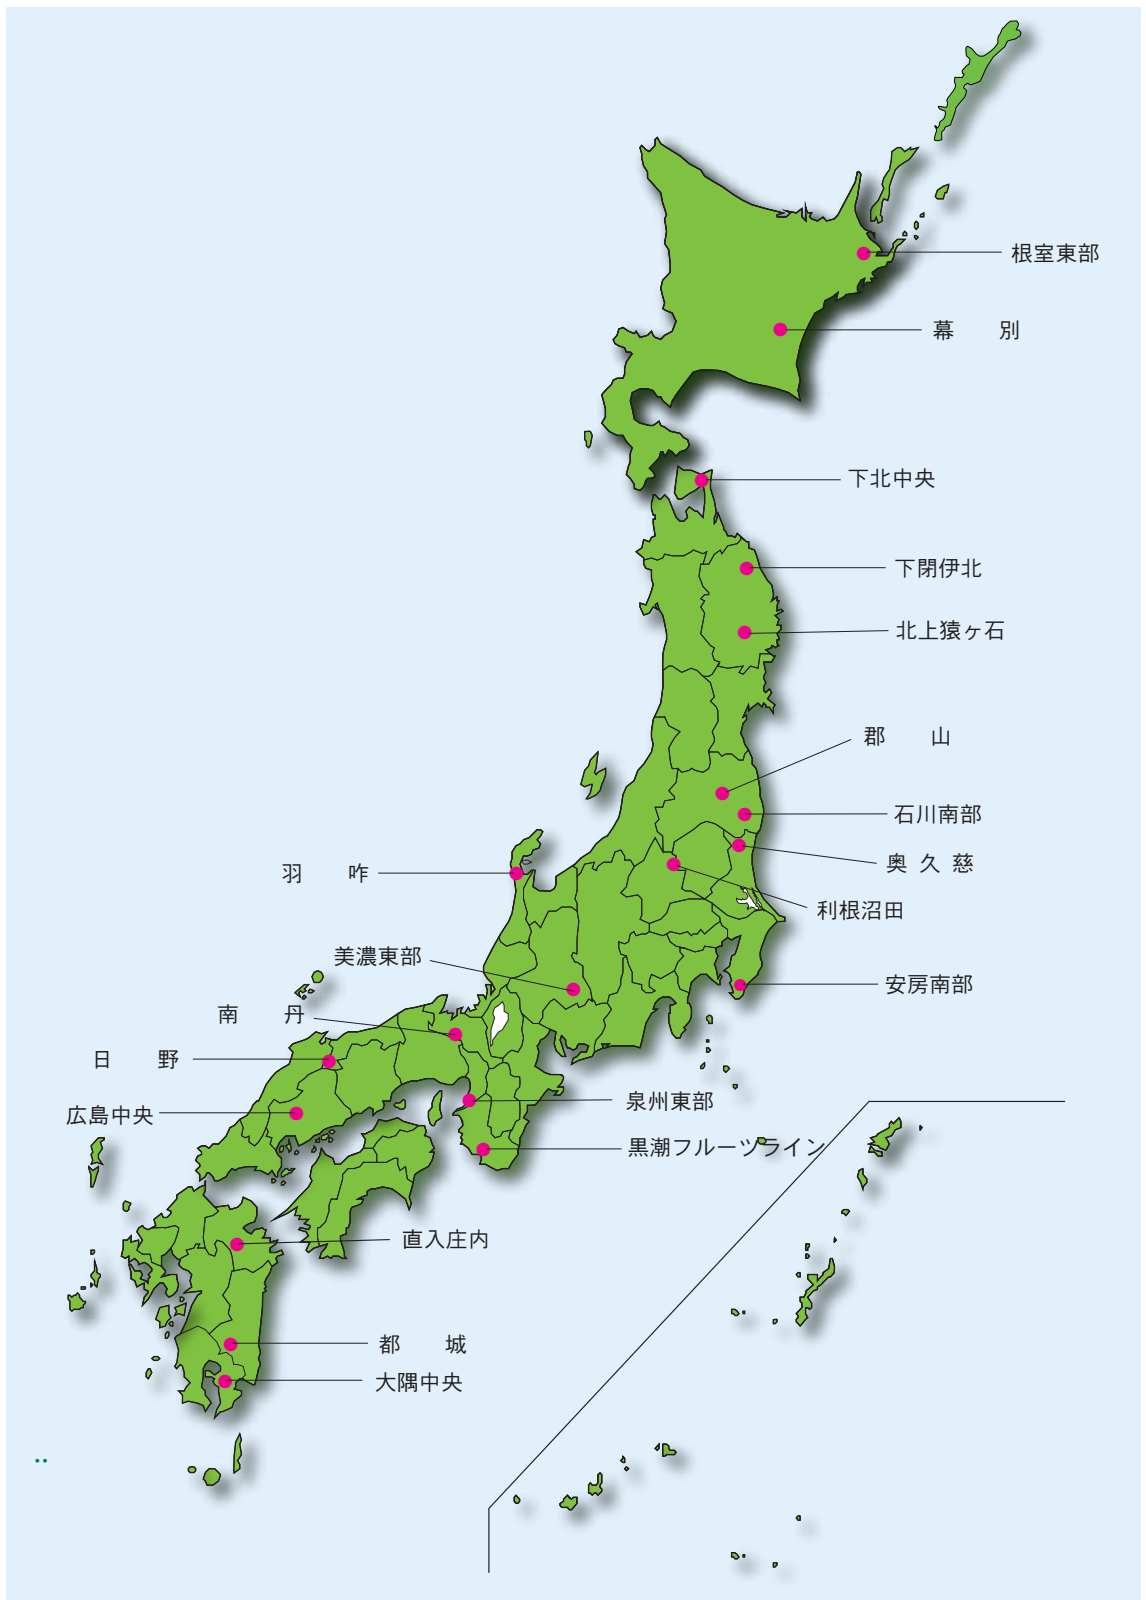 根室東部
幕　別
下北中央
下閉伊北
北上猿ヶ石
郡　山
石川南部
奥久慈
羽　咋
利根沼田
美濃東部
安房南部
南　丹
日　野
泉州東部
広島中央
黒潮フルーツライン
直入庄内
都　城
大隅中央